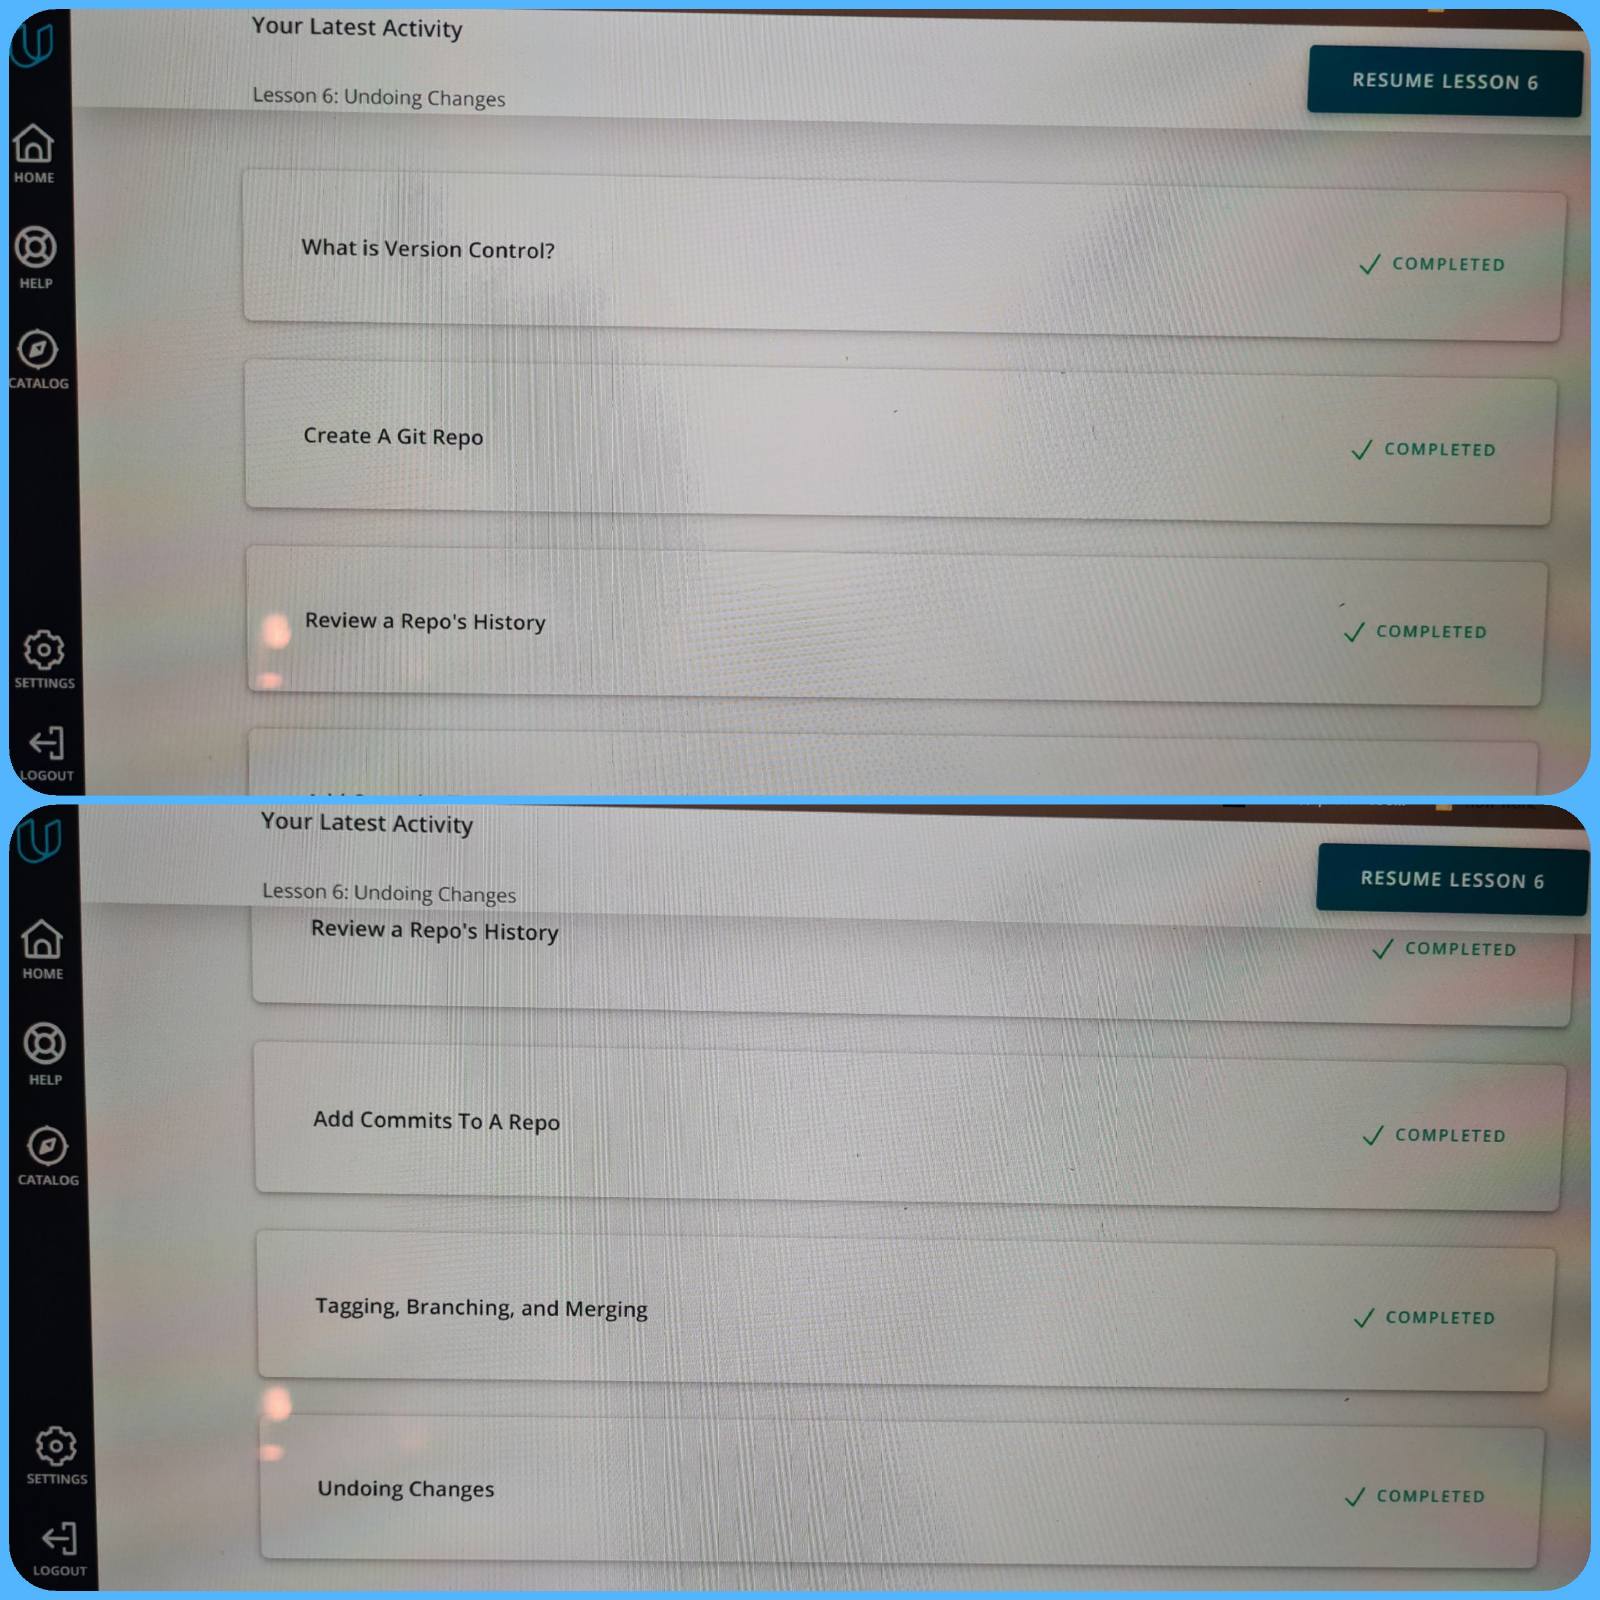 Your Latest Activity
Lesson 6: Undoing Changes
RESUME LESSON 6
HOME
HELP
CATALOG
SETTINGS
LOGOUT
What is Version Control?
COMPLETED
Create A Git Repo
COMPLETED
Review a Repo's History
COMPLETED
Your Latest Activity
Lesson 6: Undoing Changes
RESUME LESSON 6
HOME
HELP
CATALOG
SETTINGS
LOGOUT
Review a Repo's History
COMPLETED
Add Commits To A Repo
COMPLETED
Tagging, Branching, and Merging
COMPLETED
Undoing Changes
COMPLETED